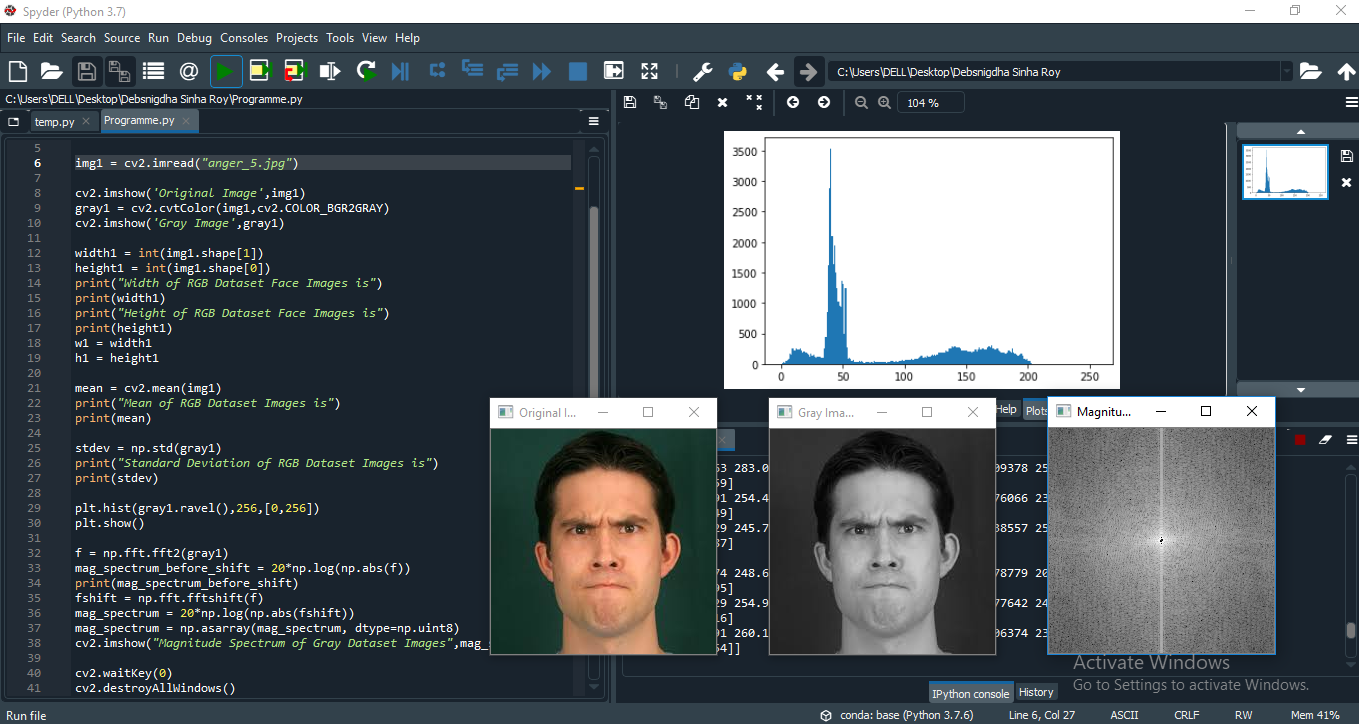 Spyder (Python 3.7)
File Edit Search Source Run Debug Consoles Projects Tools View Help
C:\Users\DELL\Desktop\Debsnigdha Sinha Roy
C:\Users\DELL\Desktop\Debsnigdha Sinha Roy\Programme.py
temp.py Programme.py
104 %
5
6 img1 = cv2.imread("anger_5.jpg")
7
8 cv2.imshow('Original Image',img1)
9 gray1 = cv2.cvtColor(img1,cv2.COLOR_BGR2GRAY)
10 cv2.imshow('Gray Image',gray1)
11
12 width1 = int(img1.shape[1])
13 height1 = int(img1.shape[0])
14 print("Width of RGB Dataset Face Images is")
15 print(width1)
16 print("Height of RGB Dataset Face Images is")
17 print(height1)
18 w1 = width1
19 h1 = height1
20
21 mean = cv2.mean(img1)
22 print("Mean of RGB Dataset Images is")
23 print(mean)
24
25 stdev = np.std(gray1)
26 print("Standard Deviation of RGB Dataset Images is")
27 print(stdev)
28
29 plt.hist(gray1.ravel(),256,[0,256])
30 plt.show()
31
32 f = np.fft.fft2(gray1)
33 mag_spectrum_before_shift = 20*np.log(np.abs(f))
34 print(mag_spectrum_before_shift)
35 fshift = np.fft.fftshift(f)
36 mag_spectrum = 20*np.log(np.abs(fshift))
37 mag_spectrum = np.asarray(mag_spectrum, dtype=np.uint8)
38 cv2.imshow("Magnitude Spectrum of Gray Dataset Images",mag_s
39
40 cv2.waitKey(0)
41 cv2.destroyAllWindows()
3500
3000
2500
2000
1500
1000
500
0
0 50 100 150 200 250
Help Plots
Original I...
Gray Ima...
Magnitu...
53 283.0
59]
91 254.4
49]
29 245.7
37]
74 248.6
95]
29 254.9
16]
91 260.1
54]]
09378 25
76066 23
38557 23
78779 20
77642 24
06374 23
Activate Windows
Go to Settings to activate Windows.
IPython console History
Run file
conda: base (Python 3.7.6) Line 6, Col 27 ASCII CRLF RW Mem 41%